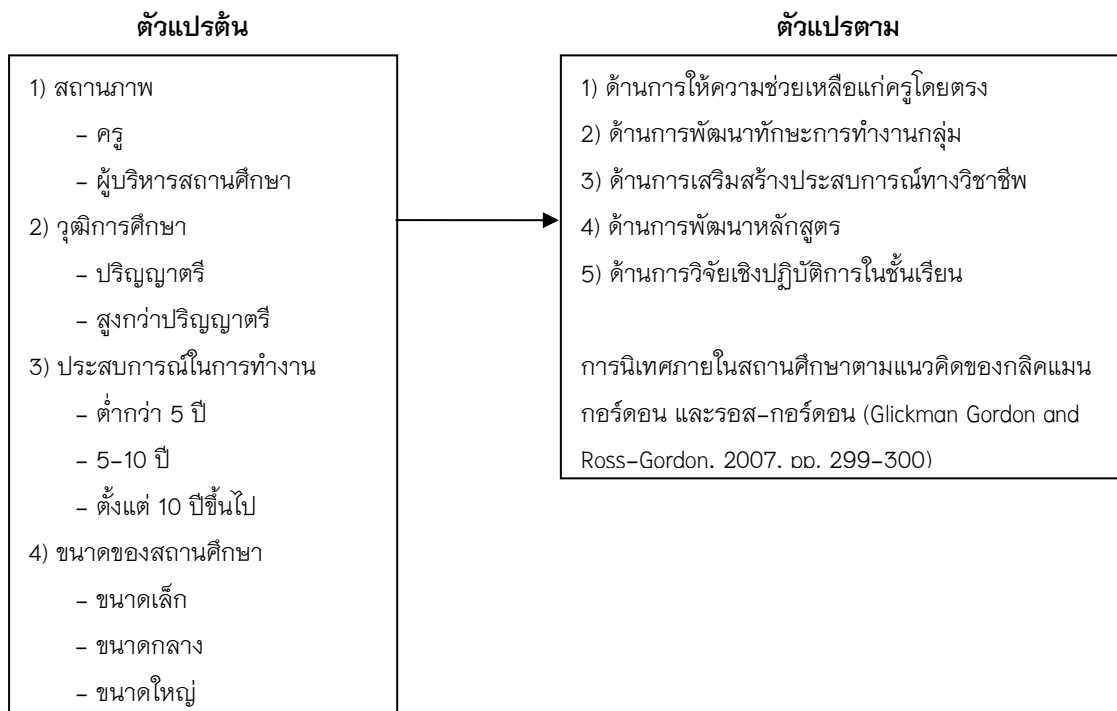 ตัวแปรต้น
1) สถานภาพ
– ครู
– ผู้บริหารสถานศึกษา
2) วุฒิการศึกษา
– ปริญญาตรี
– สูงกว่าปริญญาตรี
3) ประสบการณ์ในการทำงาน
– ต่ำกว่า 5 ปี
– 5–10 ปี
– ตั้งแต่ 10 ปีขึ้นไป
4) ขนาดของสถานศึกษา
– ขนาดเล็ก
– ขนาดกลาง
– ขนาดใหญ่
ตัวแปรตาม
1) ด้านการให้ความช่วยเหลือแก่ครูโดยตรง
2) ด้านการพัฒนาทักษะการทำงานกลุ่ม
3) ด้านการเสริมสร้างประสบการณ์ทางวิชาชีพ
4) ด้านการพัฒนาหลักสูตร
5) ด้านการวิจัยเชิงปฏิบัติการในชั้นเรียน
การนิเทศภายในสถานศึกษาตามแนวคิดของกลิคแมน
กอร์ดอน และรอส–กอร์ดอน (Glickman Gordon and
Ross–Gordon, 2007, pp. 299–300)